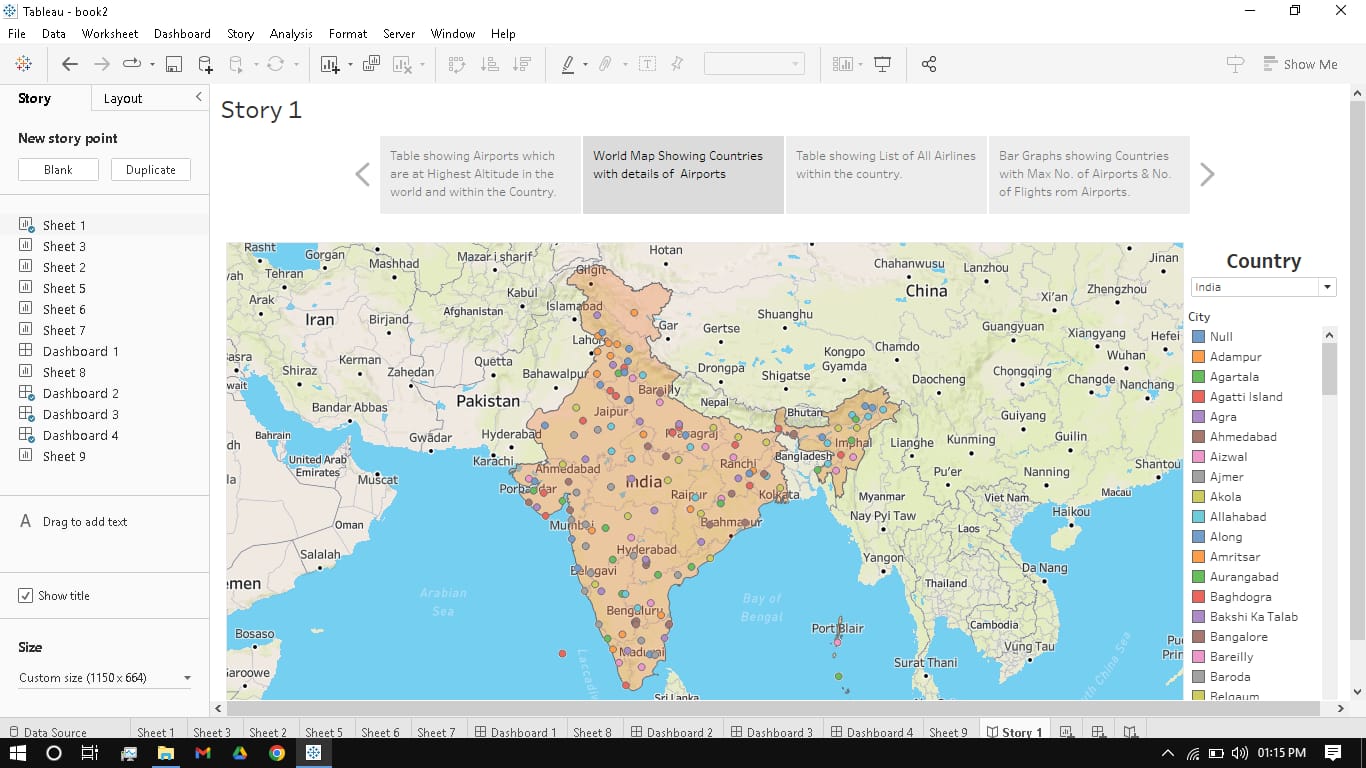 Tableau - book2
File Data Worksheet Dashboard Story Analysis Format Server Window Help
Show Me
Story Layout
New story point
Blank Duplicate
Sheet 1
Sheet 3
Sheet 2
Sheet 5
Sheet 6
Sheet 7
Dashboard 1
Sheet 8
Dashboard 2
Dashboard 3
Dashboard 4
Sheet 9
A Drag to add text
Show title
Size
Custom size (1150 x 664)
Story 1
Table showing Airports which
are at Highest Altitude in the
world and within the Country.
World Map Showing Countries
with details of Airports
Table showing List of All Airlines
within the country.
Bar Graphs showing Countries
with Max No. of Airports & No.
of Flights rom Airports.
Rasht
Gorgan
Mashhad
Mazari sharif
Hotan
Jinan
Tehran
Gilgit
Chahanwusu
Lanzhou
Arak
Kabul
China
Zhengzhou
Afghanistan
Islamabad
Xi'an
Iran
Birjand
Gar
Gertse
Shuanghu
Guangyuan
Xiangyang
Hefei
Kerman
Quetta
Kongpo
Gyamda
Chamdo
Wuhan
Shiraz
Zahedan
Bahawalpur
Drongpa
Shigatse
Daocheng
Chongqing
Changde
Nanchang
Pakistan
Bareilly
Nepal
Bandar Abbas
Jaipur
Bhutan
Guiyang
Bahrain
Gwādar
Hyderabad
Prayagraj
Imphal
Lianghe
Kunming
Guilin
Karachi
Bangladesh
United Arab
Emirates
Ahmedabad
Ranchi
Pu'er
Nanning
Shantou
Muscat
India
Porbandar
Raipur
Kolkata
Myanmar
Viet Nam
Macau
Oman
Mumbai
Brahmapur
Nay Pyi Taw
Haikou
Laos
Salalah
Hyderabad
Yangon
Da Nang
Belagavi
Thailand
Arabian
Sea
Bay of
Bengal
Bengaluru
Cambodia
Port Blair
Bosaso
Madurai
Vung Tau
Surat Thani
Sri Lanka
Country
India
City
Null
Adampur
Agartala
Agatti Island
Agra
Ahmedabad
Aizwal
Ajmer
Akola
Allahabad
Along
Amritsar
Aurangabad
Baghdogra
Bakshi Ka Talab
Bangalore
Bareilly
Baroda
Belgaum
Data Source Sheet 1 Sheet 3 Sheet 2 Sheet 5 Sheet 6 Sheet 7 Dashboard 1 Sheet 8 Dashboard 2 Dashboard 3 Dashboard 4 Sheet 9 Story 1
01:15 PM